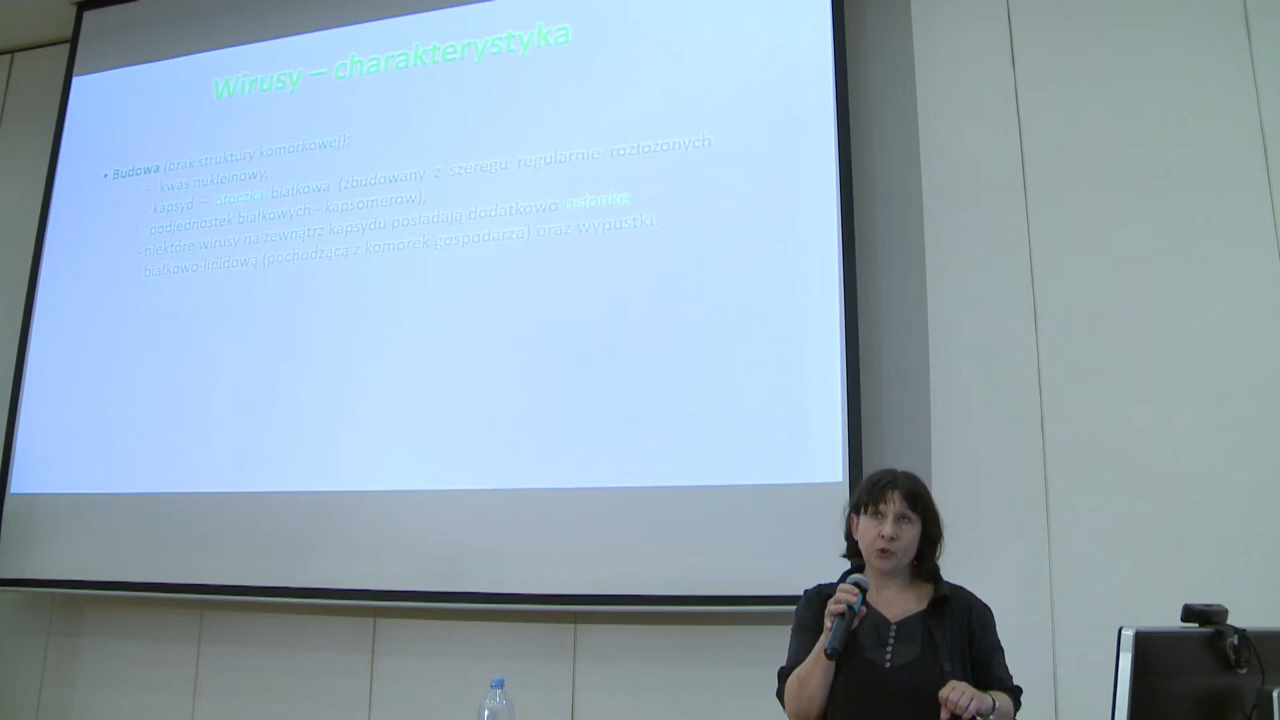 Wirusy – charakterystyka
• Budowa (brak struktury komórkowej):
- kwas nukleinowy,
- kapsyd – otoczka białkowa (zbudowany z szeregu regularnie rozłożonych
podjednostek białkowych - kapsomerów),
- niektóre wirusy na zewnątrz kapsydu posiadają dodatkowo osłonkę
białkowo-lipidową (pochodzącą z komórek gospodarza) oraz wypustki.